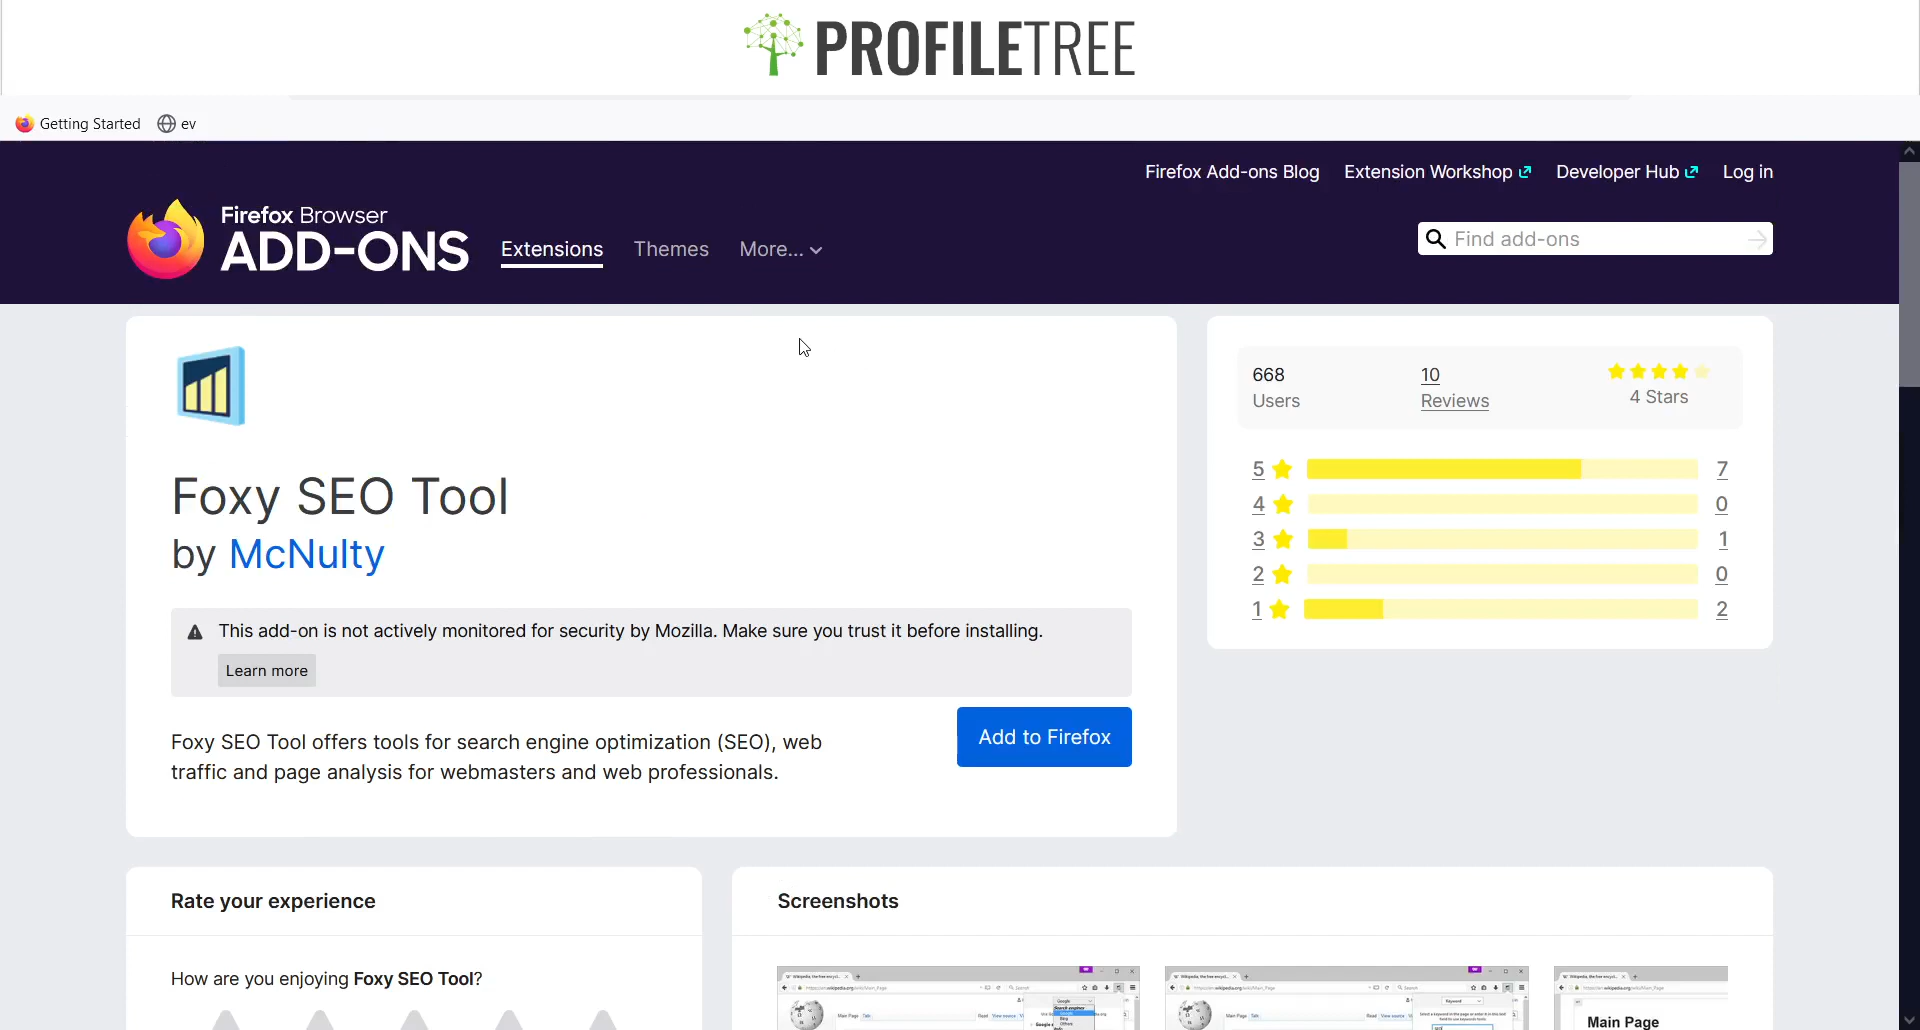 PROFILETREE
Getting Started ev
Firefox Add-ons Blog Extension Workshop Developer Hub Log in
Firefox Browser
ADD-ONS
Extensions Themes More...
Find add-ons
668
Users
10
Reviews
4 Stars
5 7
4 0
3 1
2 0
1 2
Foxy SEO Tool
by McNulty
This add-on is not actively monitored for security by Mozilla. Make sure you trust it before installing.
Learn more
Foxy SEO Tool offers tools for search engine optimization (SEO), web
traffic and page analysis for webmasters and web professionals.
Add to Firefox
Rate your experience
How are you enjoying Foxy SEO Tool?
Screenshots
Main Page